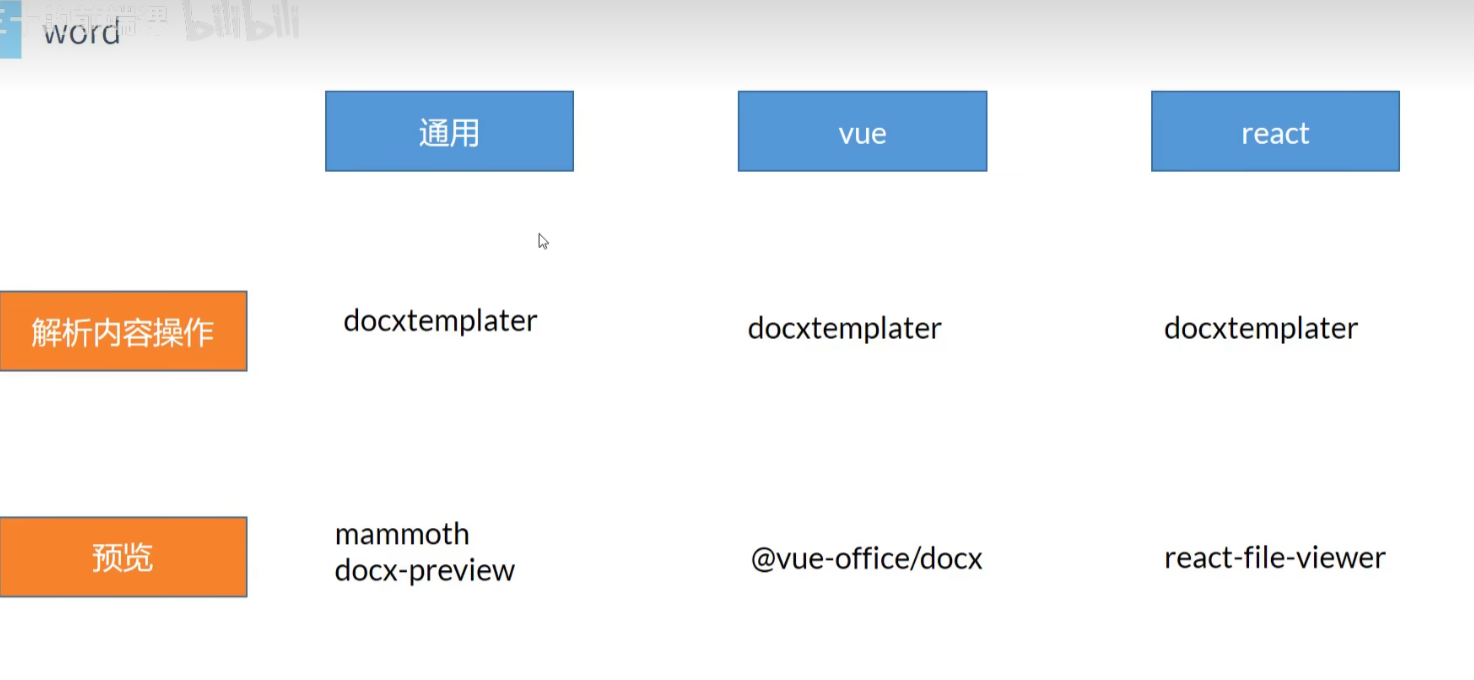 word
bilibili
通用
vue
react
解析内容操作
docxtemplater
docxtemplater
docxtemplater
预览
mammoth
docx-preview
@vue-office/docx
react-file-viewer